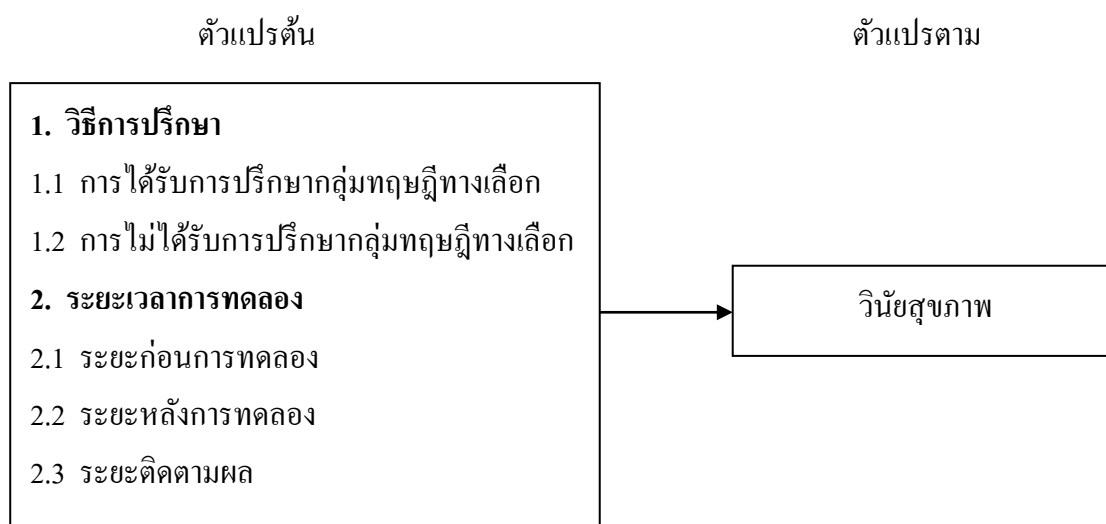 ตัวแปรต้น
ตัวแปรตาม
1. วิธีการปรึกษา
1.1 การได้รับการปรึกษากลุ่มทฤษฎีทางเลือก
1.2 การไม่ได้รับการปรึกษากลุ่มทฤษฎีทางเลือก
2. ระยะเวลาการทดลอง
2.1 ระยะก่อนการทดลอง
2.2 ระยะหลังการทดลอง
2.3 ระยะติดตามผล
วินัยสุขภาพ